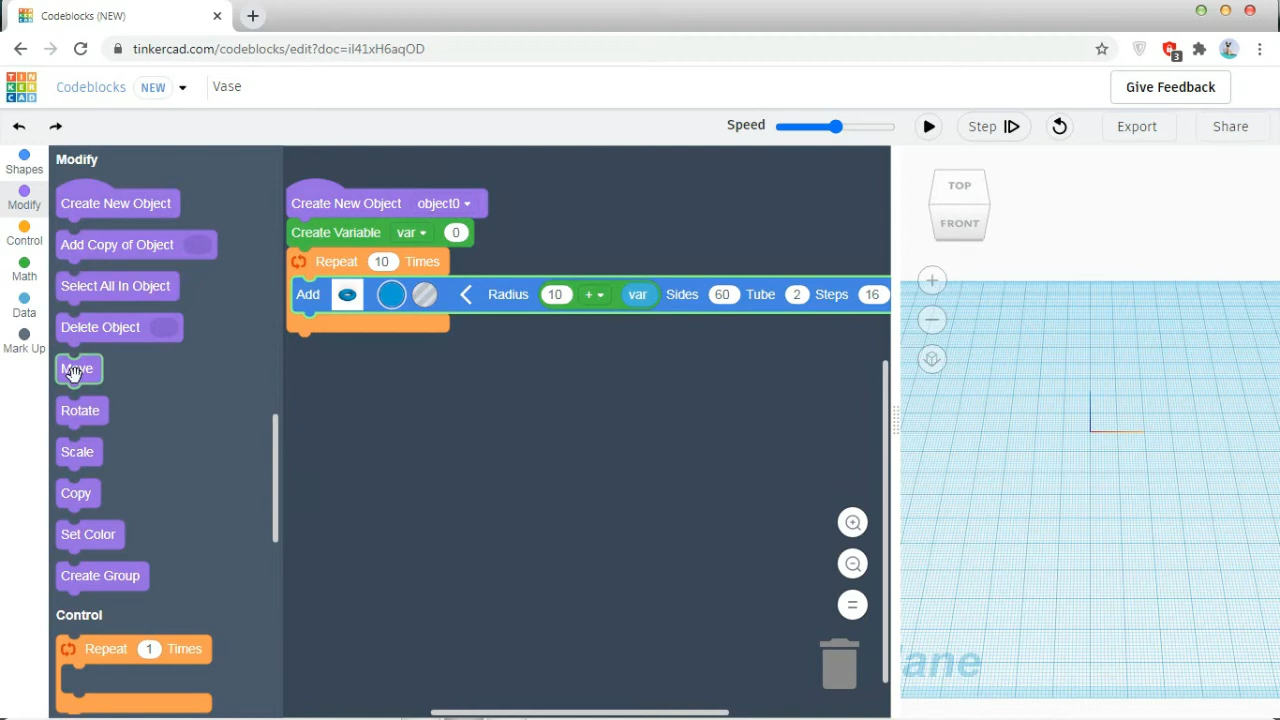 Codeblocks (NEW)
tinkercad.com/codeblocks/edit?doc=il41xH6aqOD
3
TIN
KER
CAD
Codeblocks NEW
Vase
Give Feedback
Speed
Step
Export
Share
Shapes
Modify
Control
Math
Data
Mark Up
Modify
Create New Object
Add Copy of Object
Select All In Object
Delete Object
Move
Rotate
Scale
Copy
Set Color
Create Group
Control
Repeat 1 Times
Create New Object object0
Create Variable var 0
Repeat 10 Times
Add Radius 10 + var Sides 60 Tube 2 Steps 16
TOP
FRONT